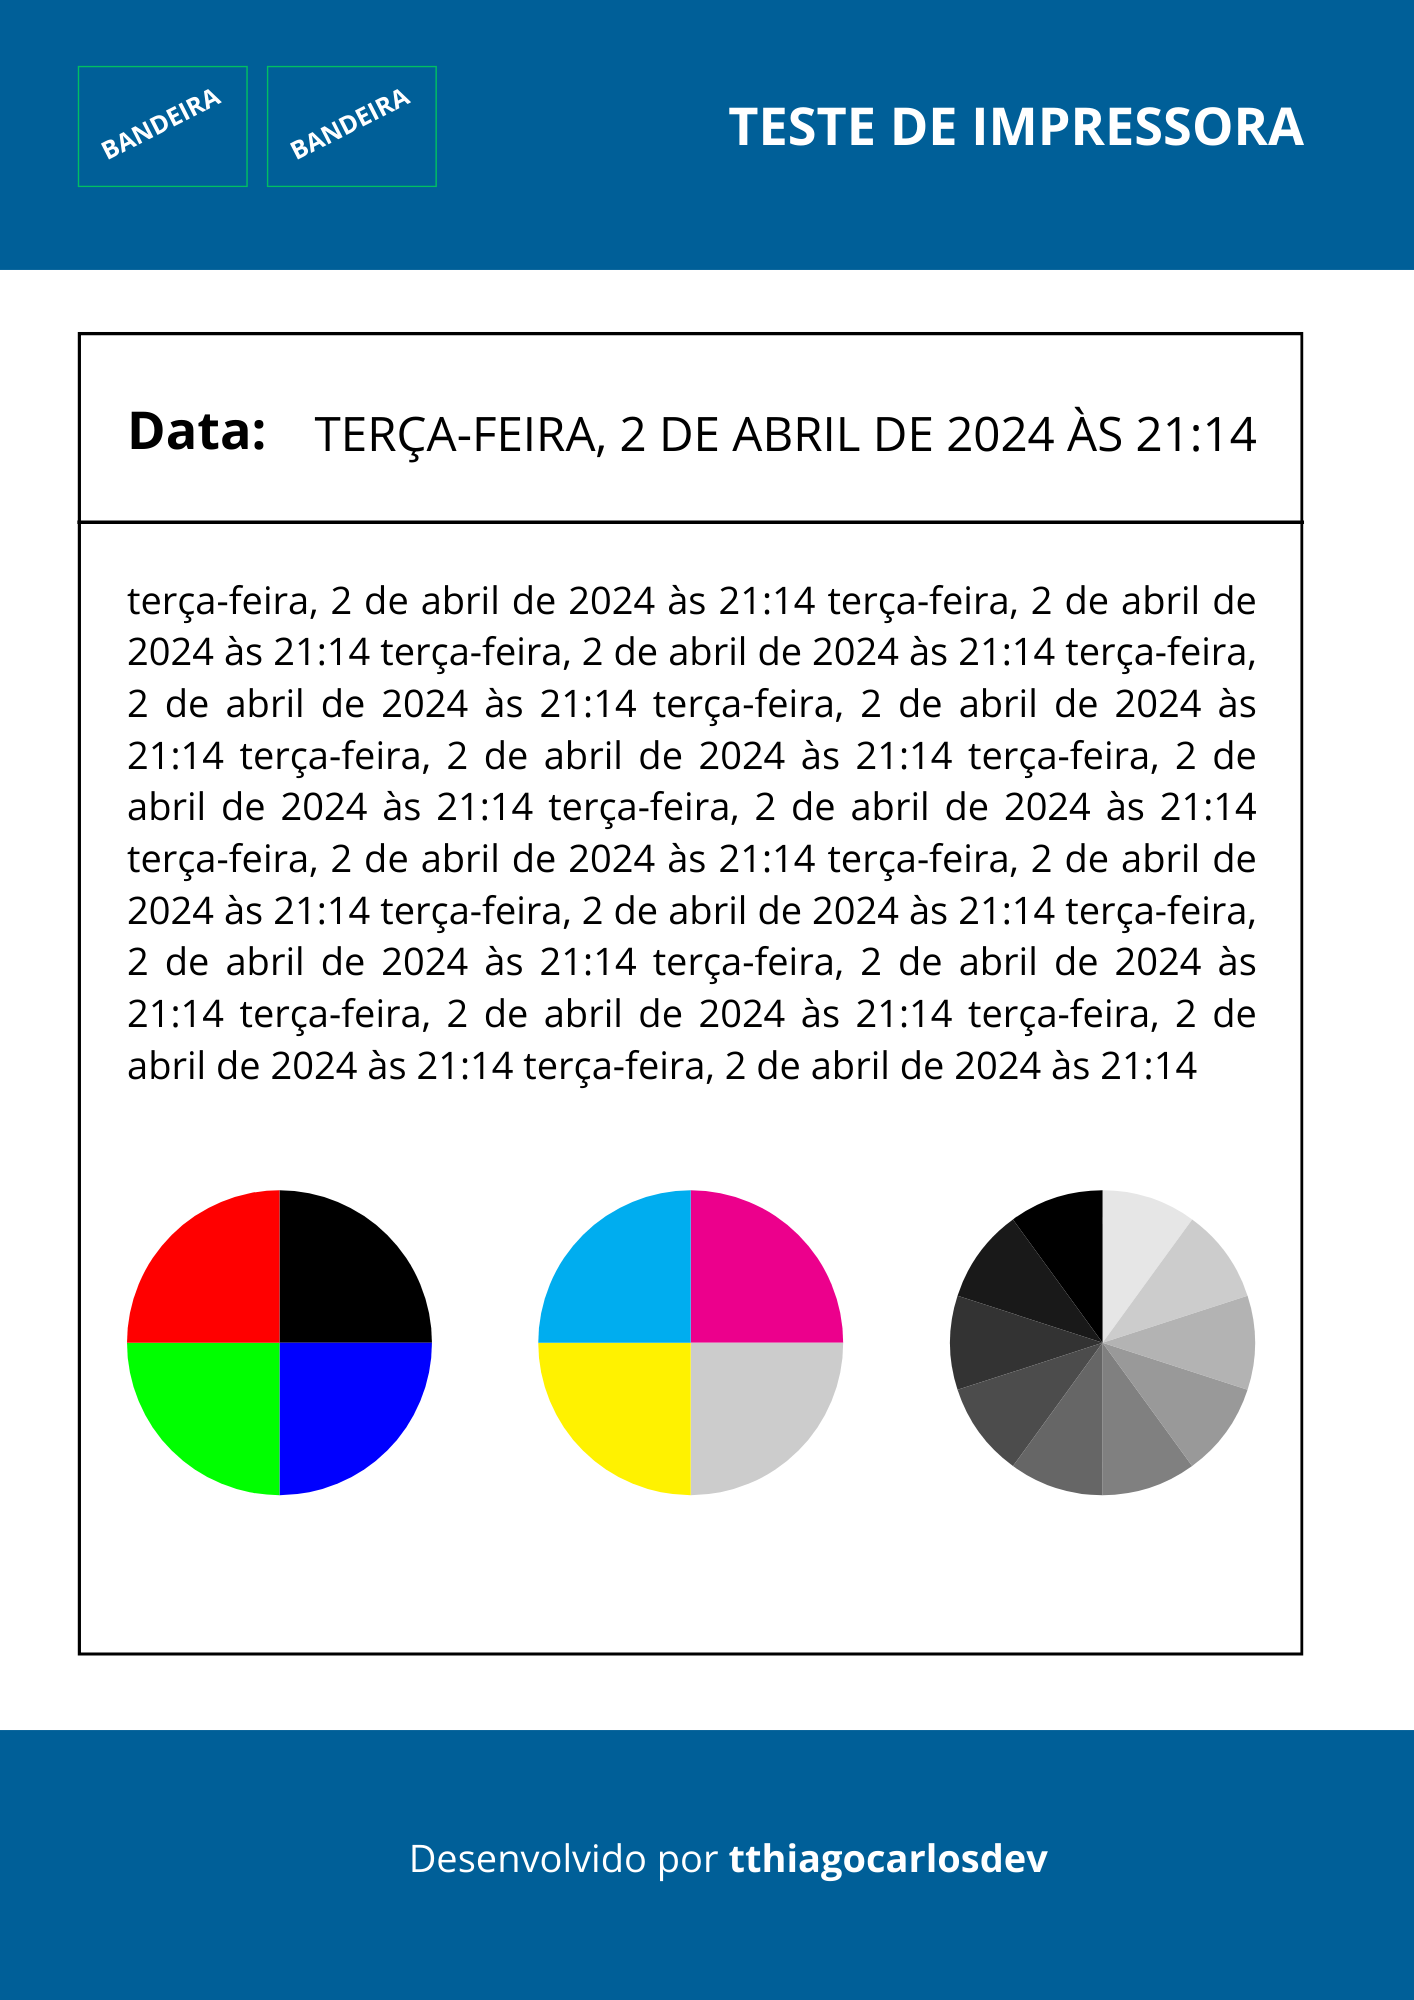 BANDEIRA BANDEIRA
TESTE DE IMPRESSORA
Data: TERÇA-FEIRA, 2 DE ABRIL DE 2024 ÀS 21:14
terça-feira, 2 de abril de 2024 às 21:14 terça-feira, 2 de abril de
2024 às 21:14 terça-feira, 2 de abril de 2024 às 21:14 terça-feira,
2 de abril de 2024 às 21:14 terça-feira, 2 de abril de 2024 às
21:14 terça-feira, 2 de abril de 2024 às 21:14 terça-feira, 2 de
abril de 2024 às 21:14 terça-feira, 2 de abril de 2024 às 21:14
terça-feira, 2 de abril de 2024 às 21:14 terça-feira, 2 de abril de
2024 às 21:14 terça-feira, 2 de abril de 2024 às 21:14 terça-feira,
2 de abril de 2024 às 21:14 terça-feira, 2 de abril de 2024 às
21:14 terça-feira, 2 de abril de 2024 às 21:14 terça-feira, 2 de
abril de 2024 às 21:14 terça-feira, 2 de abril de 2024 às 21:14
Desenvolvido por tthiagocarlosdev